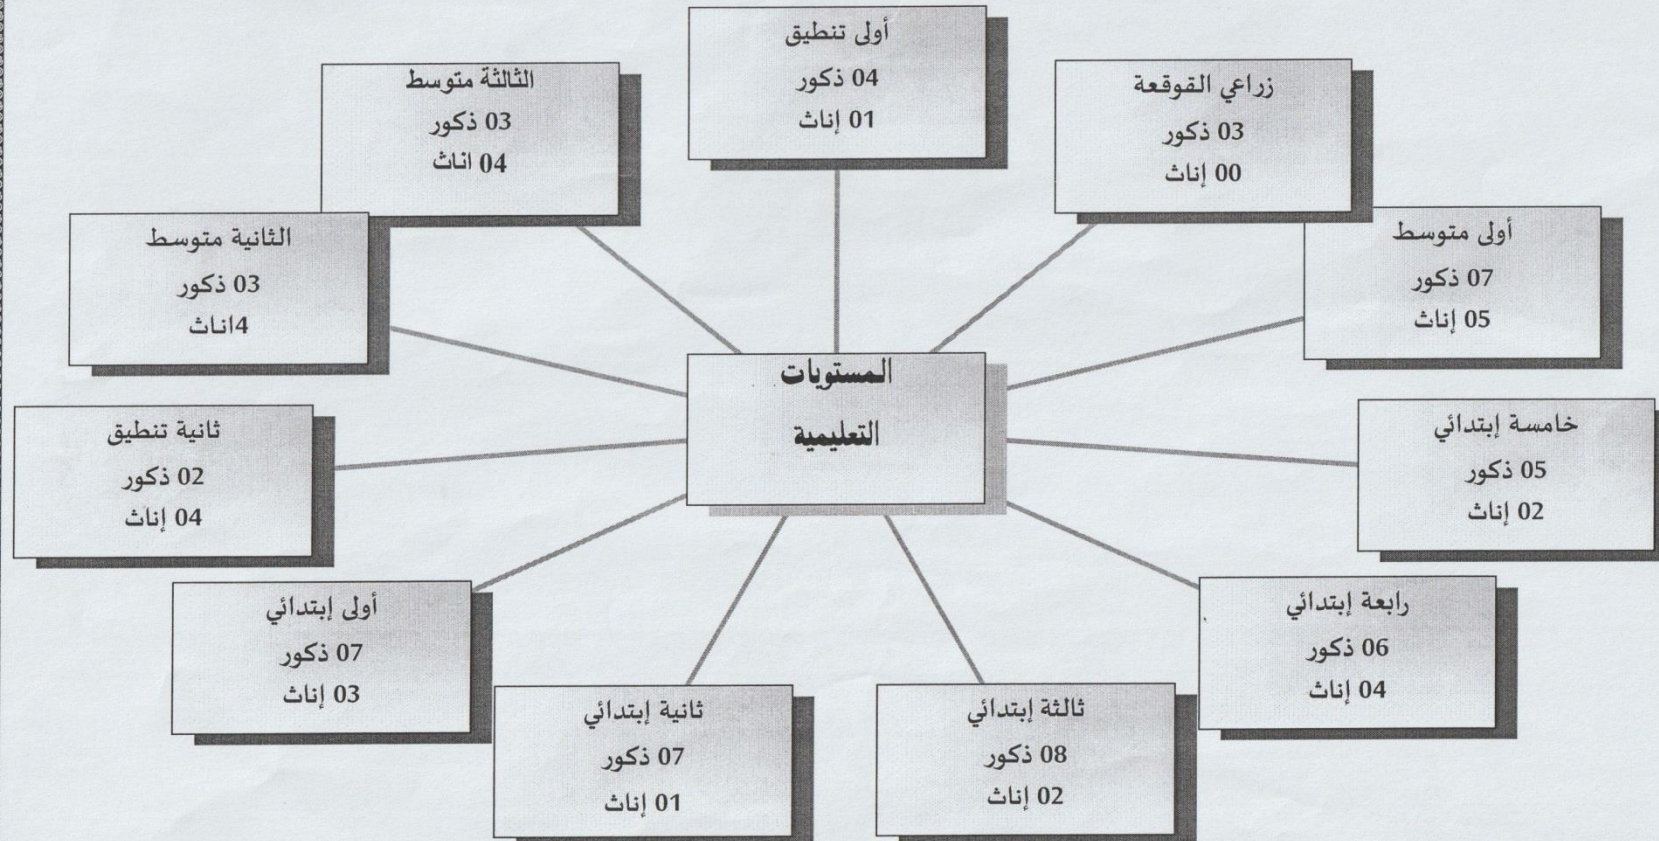 أولى تنطيق
04 ذكور
01 إناث
زراعي القوقعة
03 ذكور
00 إناث
أولى متوسط
07 ذكور
05 إناث
خامسة إبتدائي
05 ذكور
02 إناث
رابعة إبتدائي
06 ذكور
04 إناث
ثالثة إبتدائي
08 ذكور
02 إناث
ثانية إبتدائي
07 ذكور
01 إناث
أولى إبتدائي
07 ذكور
03 إناث
ثانية تنطيق
02 ذكور
04 إناث
الثانية متوسط
03 ذكور
4اناث
الثالثة متوسط
03 ذكور
04 اناث
المستويات
التعليمية